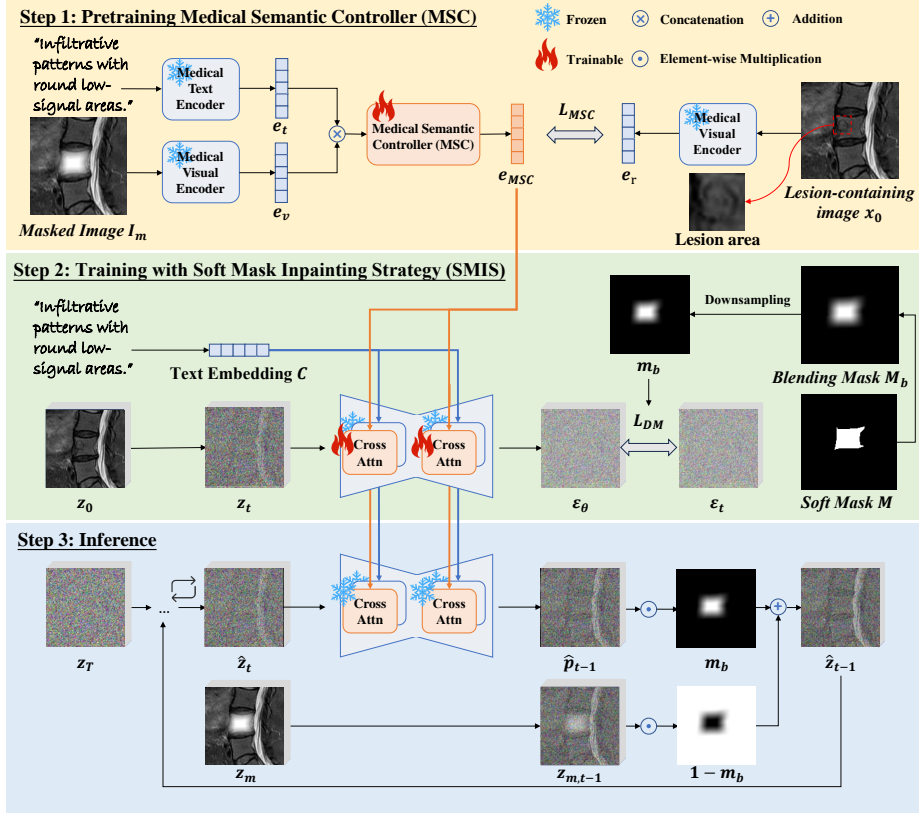 Step 1: Pretraining Medical Semantic Controller (MSC)
Frozen
Concatenation
Addition
Trainable
Element-wise Multiplication
"Infiltrative
patterns with
round low-
signal areas."
Medical
Text
Encoder
e_t
Medical
Visual
Encoder
e_v
Masked Image I_m
Medical Semantic
Controller (MSC)
e_MSC
L_MSC
e_r
Medical
Visual
Encoder
Lesion area
Lesion-containing
image x_0
Step 2: Training with Soft Mask Inpainting Strategy (SMIS)
"Infiltrative
patterns with
round low-
signal areas."
Text Embedding C
Downsampling
m_b
Blending Mask M_b
L_DM
Cross
Attn
Cross
Attn
z_0
z_t
ε_θ
ε_t
Soft Mask M
Step 3: Inference
...
Cross
Attn
Cross
Attn
z_T
ẑ_t
p̂_{t-1}
m_b
ẑ_{t-1}
z_m
z_{m,t-1}
1 − m_b